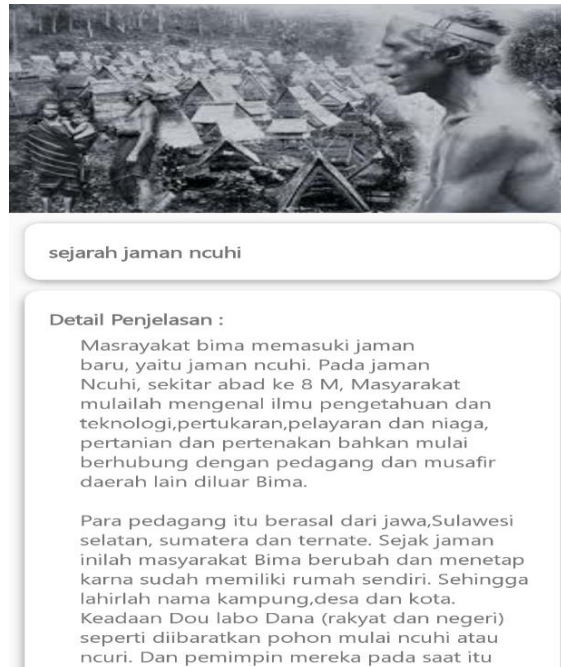 sejarah jaman ncuhi
Detail Penjelasan :
Masrayakat bima memasuki jaman
baru, yaitu jaman ncuhi. Pada jaman
Ncuhi, sekitar abad ke 8 M, Masyarakat
mulailah mengenal ilmu pengetahuan dan
teknologi,pertukaran,pelayaran dan niaga,
pertanian dan pertenakan bahkan mulai
berhubung dengan pedagang dan musafir
daerah lain diluar Bima.
Para pedagang itu berasal dari jawa,Sulawesi
selatan, sumatera dan ternate. Sejak jaman
inilah masyarakat Bima berubah dan menetap
karna sudah memiliki rumah sendiri. Sehingga
lahirlah nama kampung,desa dan kota.
Keadaan Dou labo Dana (rakyat dan negeri)
seperti diibaratkan pohon mulai ncuhi atau
ncuri. Dan pemimpin mereka pada saat itu